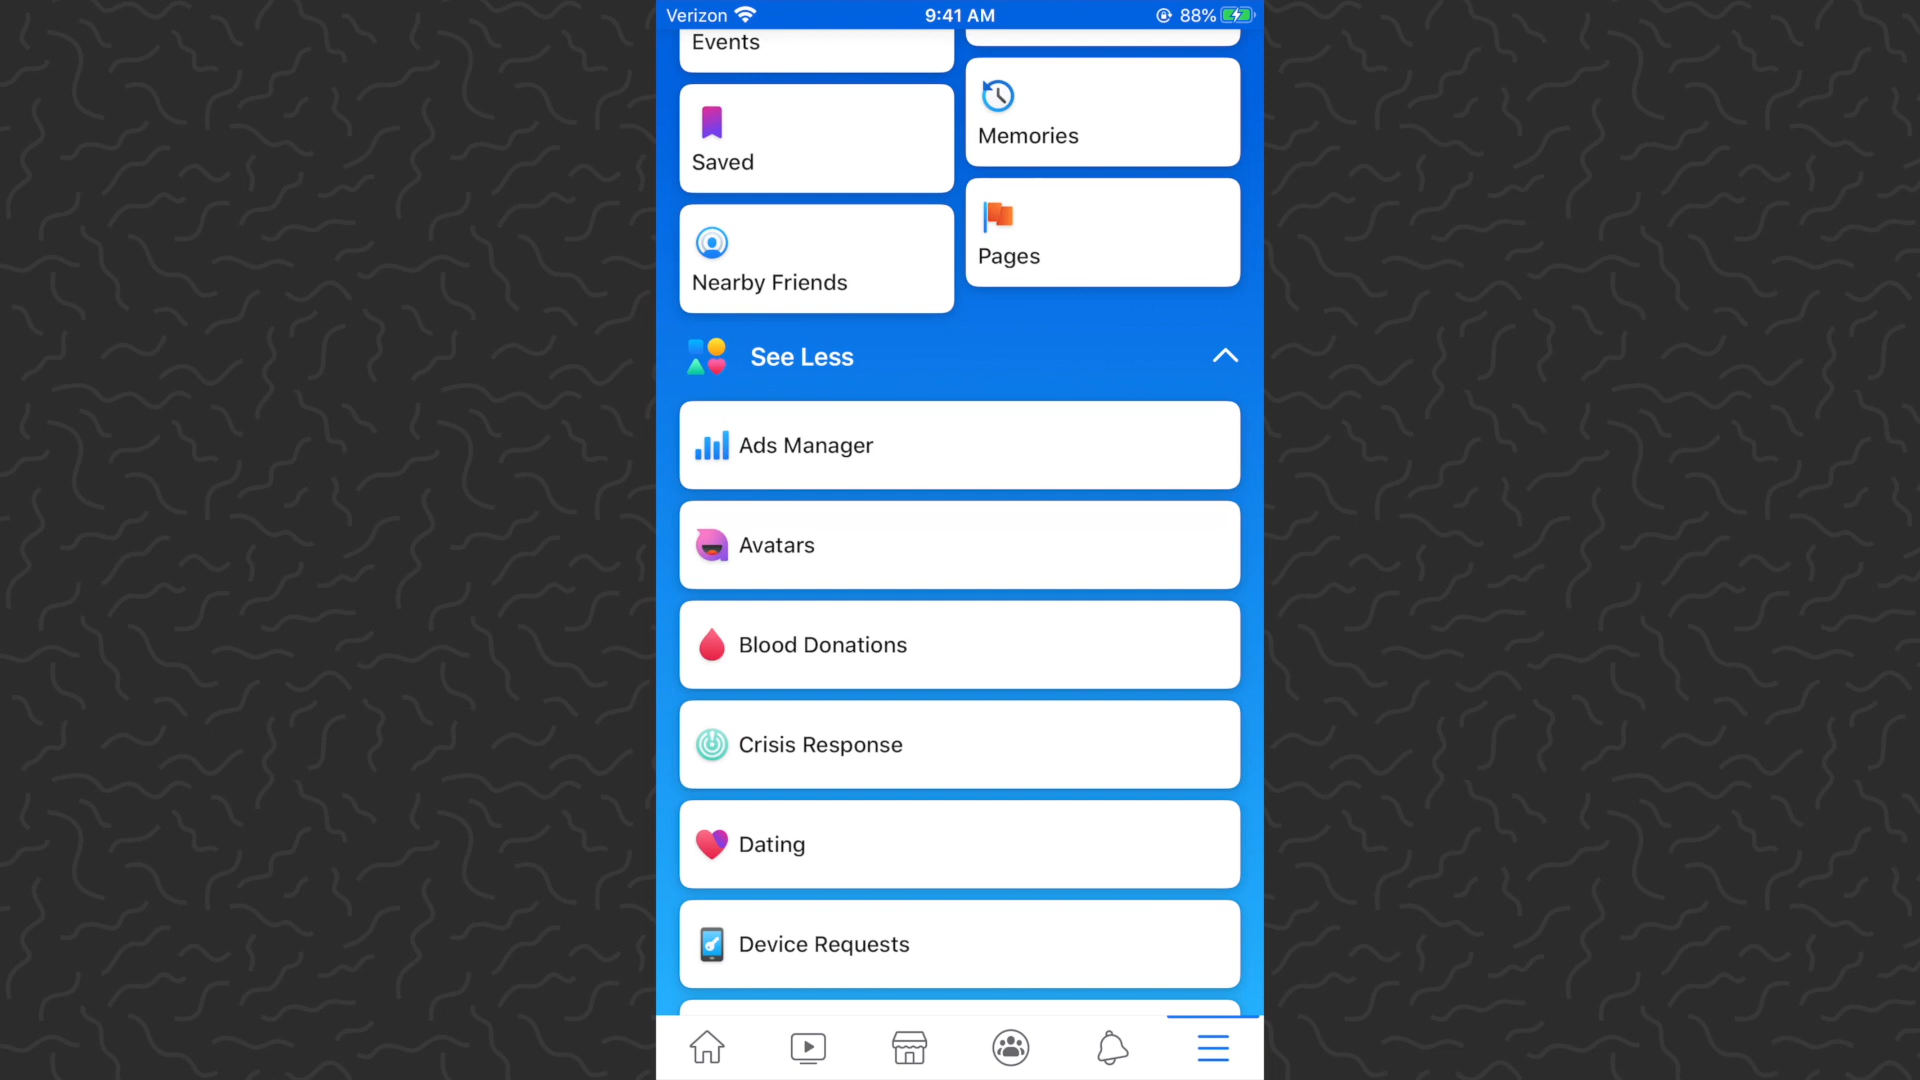 Verizon 9:41 AM 88%
Events
Saved
Memories
Nearby Friends
Pages
See Less
Ads Manager
Avatars
Blood Donations
Crisis Response
Dating
Device Requests